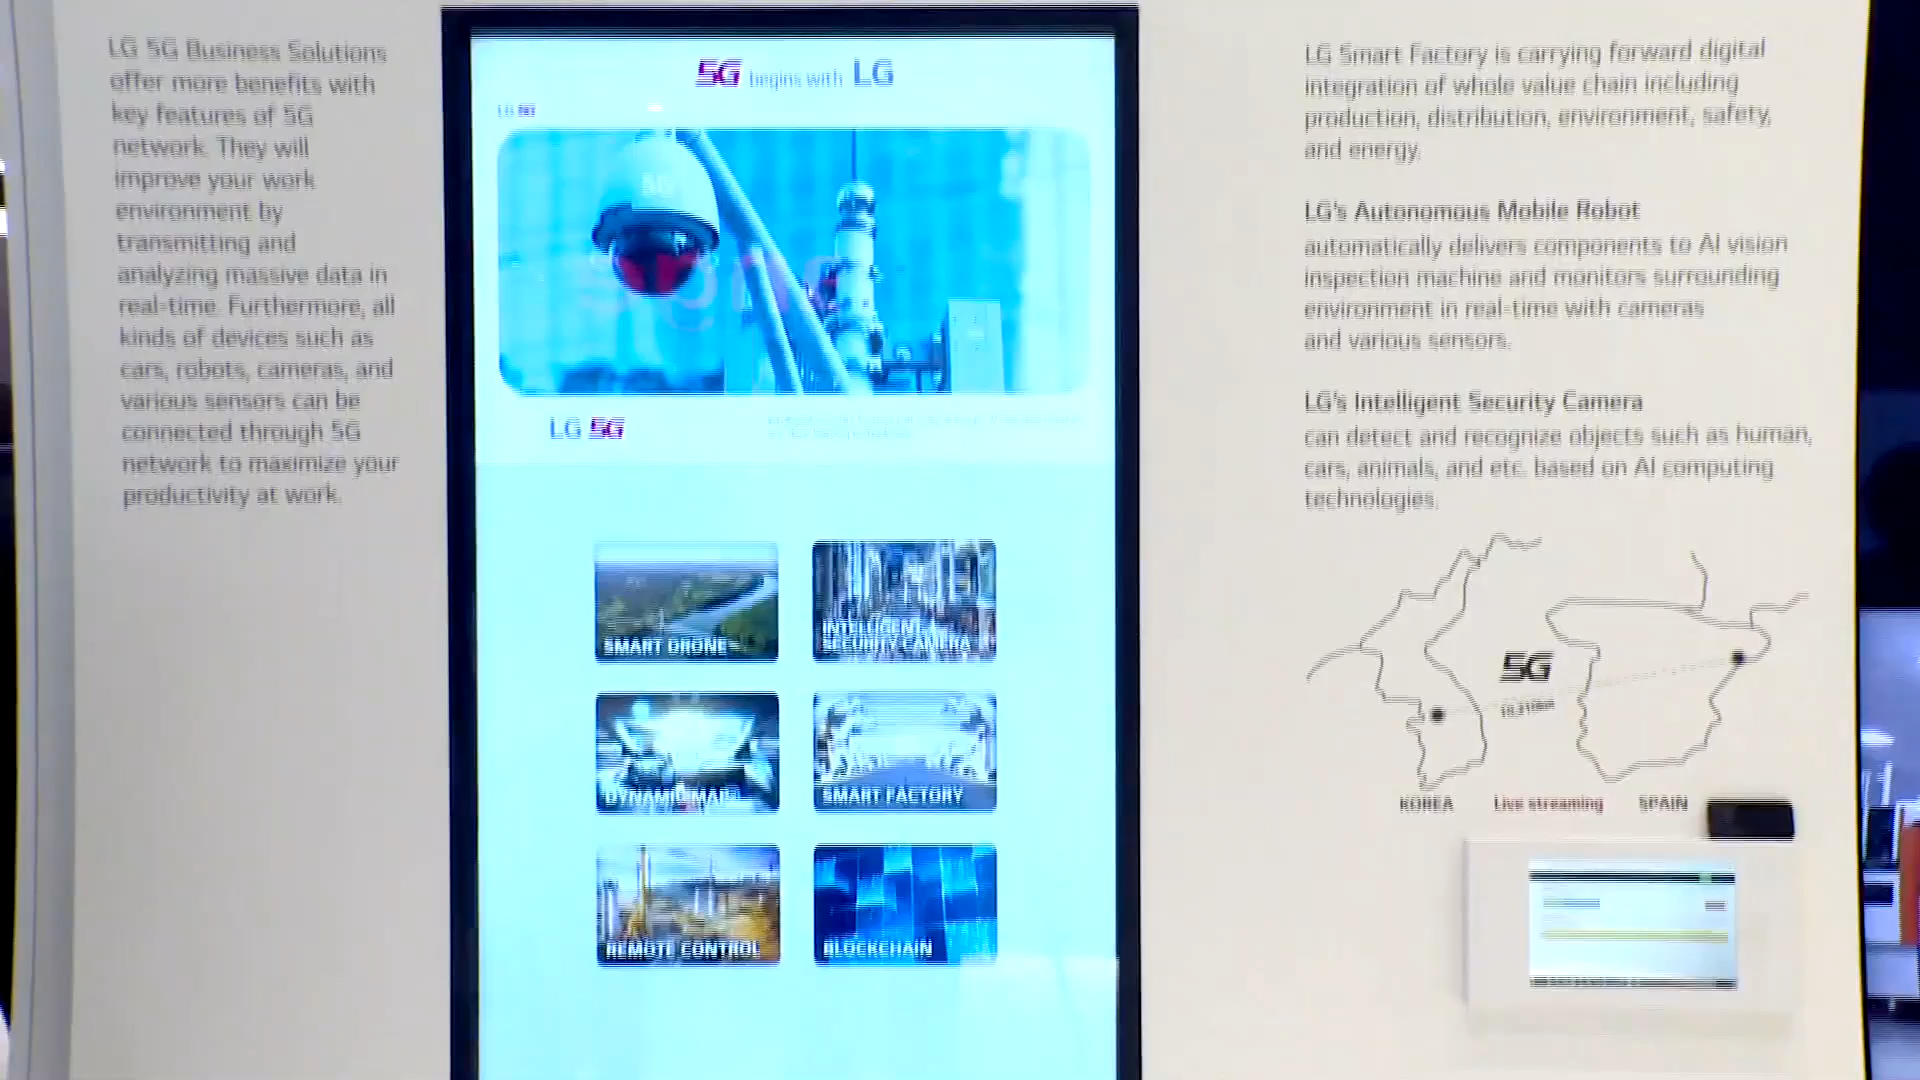 LG 5G Business Solutions
offer more benefits with
key features of 5G
network. They will
improve your work
environment by
transmitting and
analyzing massive data in
real-time. Furthermore, all
kinds of devices such as
cars, robots, cameras, and
various sensors can be
connected through 5G
network to maximize your
productivity at work.
5G begins with LG
5G
LG 5G
SMART DRONE
INTELLIGENT
SECURITY CAMERA
DYNAMIC MAP
SMART FACTORY
REMOTE CONTROL
BLOCKCHAIN
LG Smart Factory is carrying forward digital
integration of whole value chain including
production, distribution, environment, safety,
and energy.
LG's Autonomous Mobile Robot
automatically delivers components to AI vision
inspection machine and monitors surrounding
environment in real-time with cameras
and various sensors.
LG's Intelligent Security Camera
can detect and recognize objects such as human,
cars, animals, and etc. based on AI computing
technologies.
5G
KOREA Live streaming SPAIN